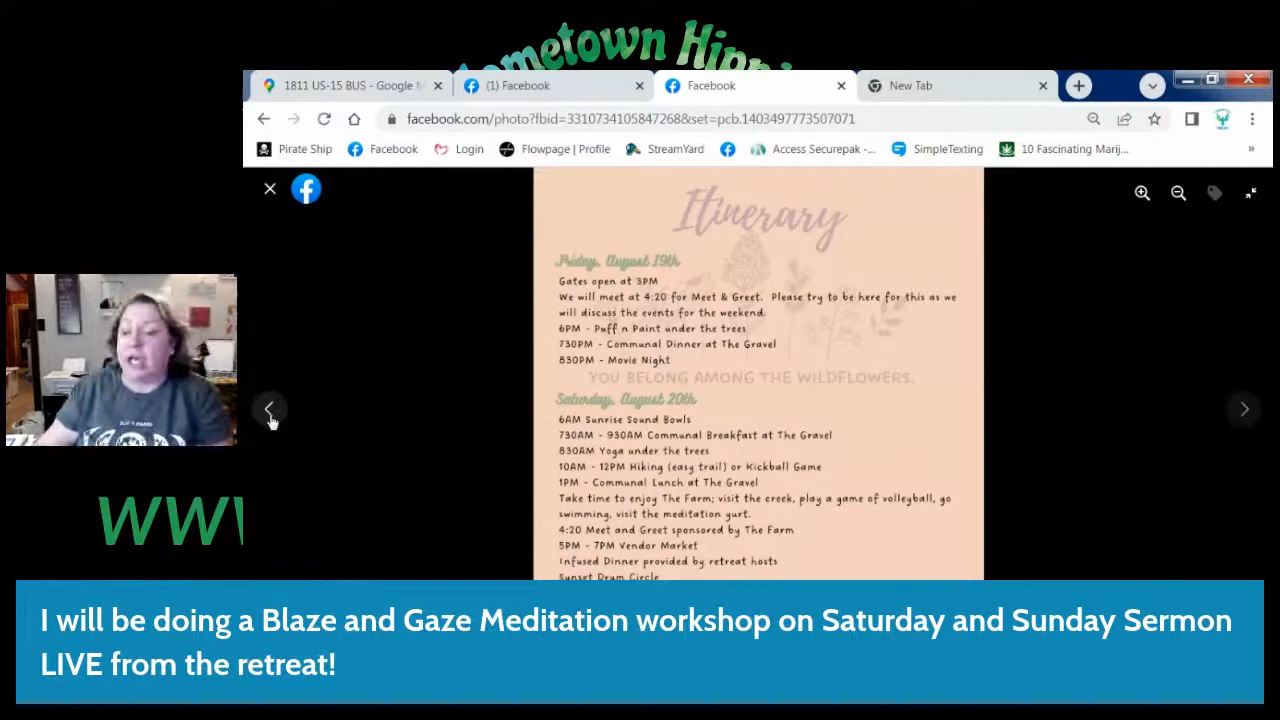 Hometown
1811 US-15 BUS - Google M
(1) Facebook
Facebook
New Tab
facebook.com/photo?fbid=3310734105847268&set=pcb.1403497773507071
Pirate Ship
Facebook
Login
Flowpage | Profile
StreamYard
Access Securepak -...
SimpleTexting
10 Fascinating Marij...
»
Itinerary
Friday, August 19th
Gates open at 3PM
We will meet at 4:20 for Meet & Greet. Please try to be here for this as we
will discuss the events for the weekend.
6PM - Puff n Paint under the trees
730PM - Communal Dinner at The Gravel
830PM - Movie Night
YOU BELONG AMONG THE WILDFLOWERS.
Saturday, August 20th
6AM Sunrise Sound Bowls
730AM - 930AM Communal Breakfast at The Gravel
830AM Yoga under the trees
10AM - 12PM Hiking (easy trail) or Kickball Game
1PM - Communal Lunch at The Gravel
Take time to enjoy The Farm; visit the creek, play a game of volleyball, go
swimming, visit the meditation yurt.
4:20 Meet and Greet sponsored by The Farm
5PM - 7PM Vendor Market
Infused Dinner provided by retreat hosts
Sunset Drum Circle
www
I will be doing a Blaze and Gaze Meditation workshop on Saturday and Sunday Sermon
LIVE from the retreat!